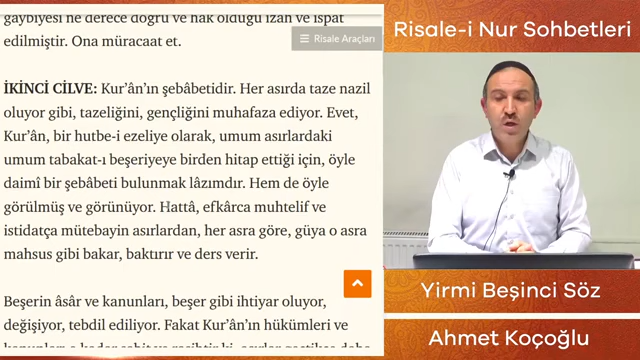 gaybiyesi ne derece doğru ve hak olduğu izah ve ispat
edilmiştir. Ona müracaat et.
Risale Araçları
İKİNCİ CİLVE: Kur’ân’ın şebâbetidir. Her asırda taze nazil
oluyor gibi, tazeliğini, gençliğini muhafaza ediyor. Evet,
Kur’ân, bir hutbe-i ezeliye olarak, umum asırlardaki
umum tabakat-ı beşeriyeye birden hitap ettiği için, öyle
daimî bir şebâbeti bulunmak lâzımdır. Hem de öyle
görülmüş ve görünüyor. Hattâ, efkârca muhtelif ve
istidatça mütebayin asırlardan, her asra göre, güya o asra
mahsus gibi bakar, baktırır ve ders verir.
Beşerin âsâr ve kanunları, beşer gibi ihtiyar oluyor,
değişiyor, tebdil ediliyor. Fakat Kur’ân’ın hükümleri ve
Risale-i Nur Sohbetleri
Yirmi Beşinci Söz
Ahmet Koçoğlu